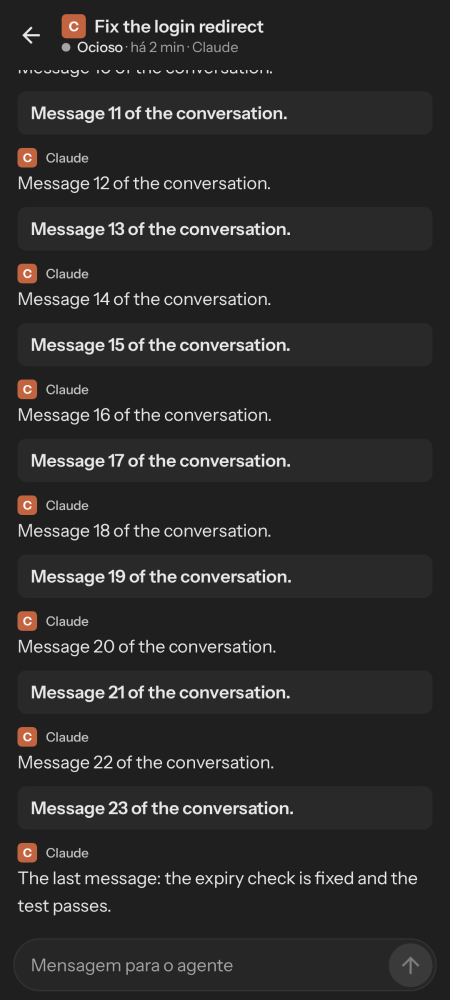 C Fix the login redirect
Ocioso · há 2 min · Claude
Message 11 of the conversation.
C Claude
Message 12 of the conversation.
Message 13 of the conversation.
C Claude
Message 14 of the conversation.
Message 15 of the conversation.
C Claude
Message 16 of the conversation.
Message 17 of the conversation.
C Claude
Message 18 of the conversation.
Message 19 of the conversation.
C Claude
Message 20 of the conversation.
Message 21 of the conversation.
C Claude
Message 22 of the conversation.
Message 23 of the conversation.
C Claude
The last message: the expiry check is fixed and the
test passes.
Mensagem para o agente